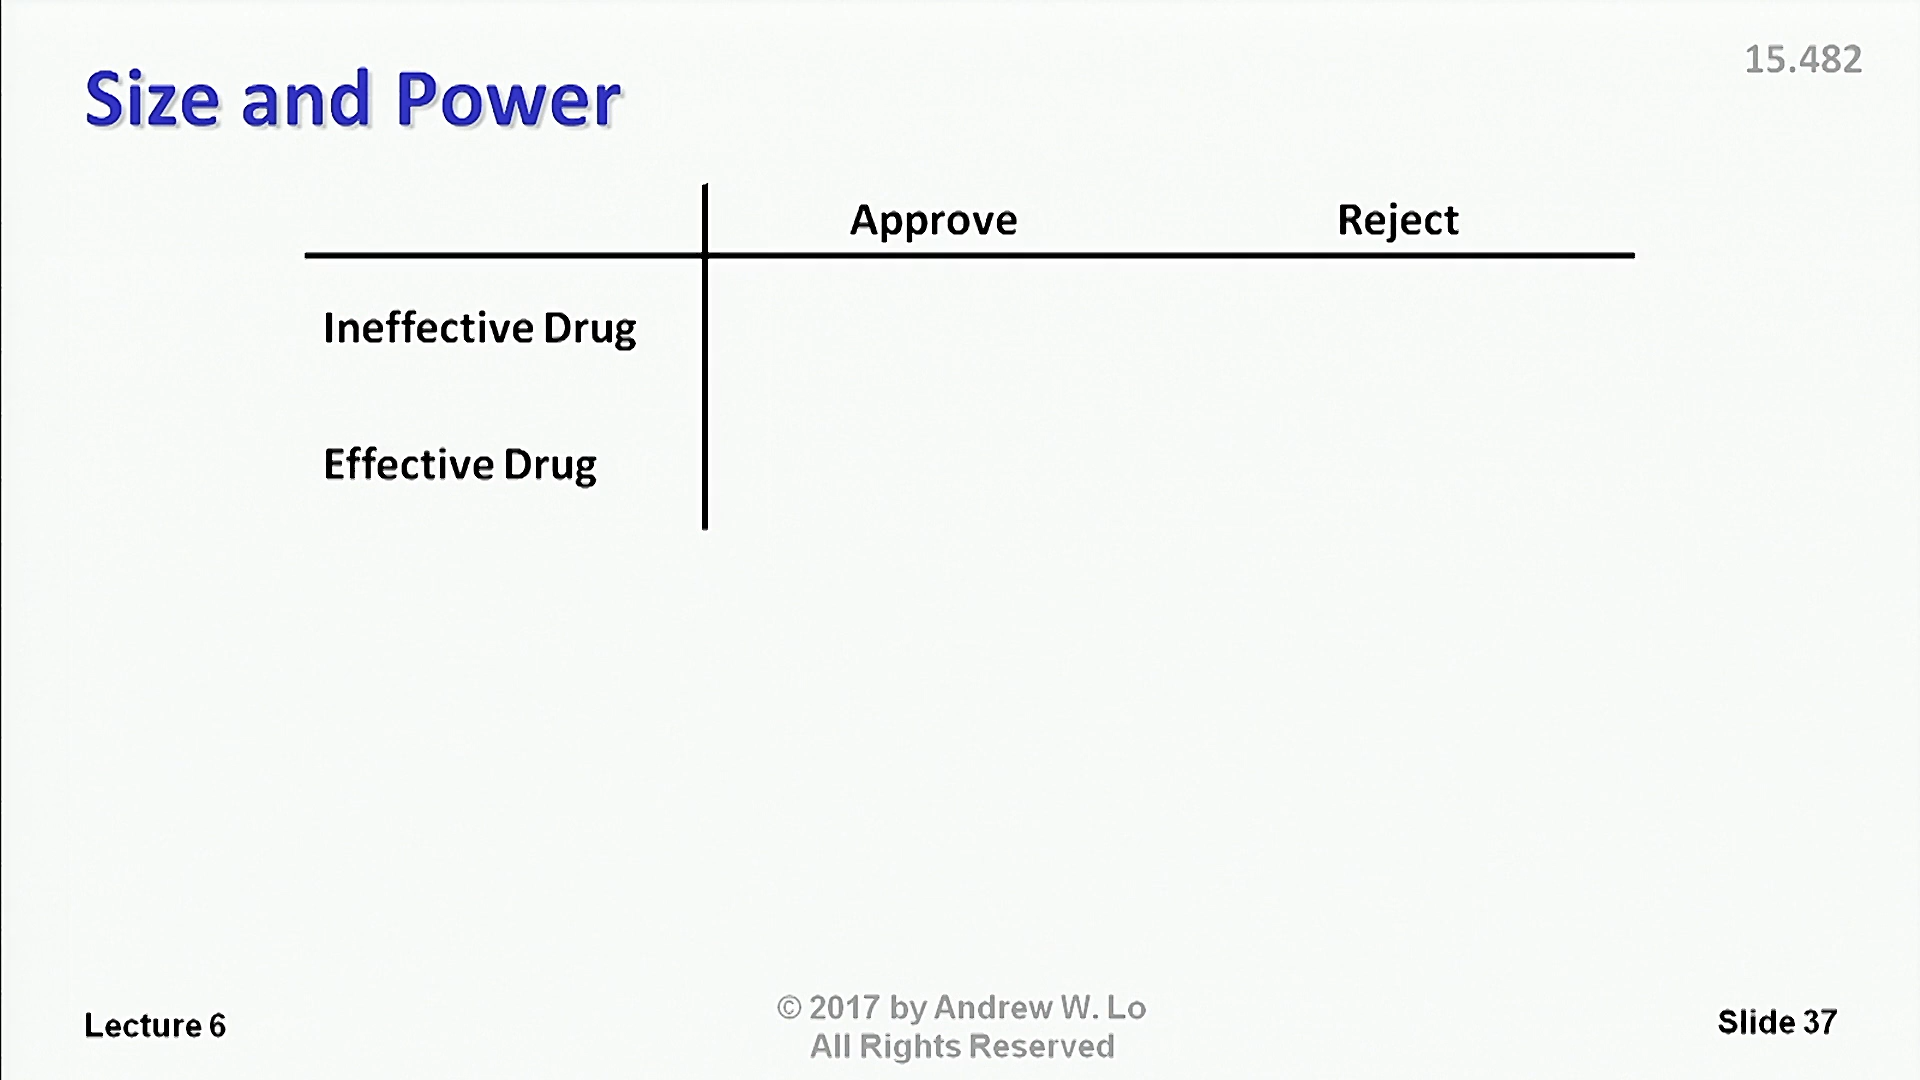 15.482
Size and Power
Approve Reject
Ineffective Drug
Effective Drug
Lecture 6
© 2017 by Andrew W. Lo
All Rights Reserved
Slide 37